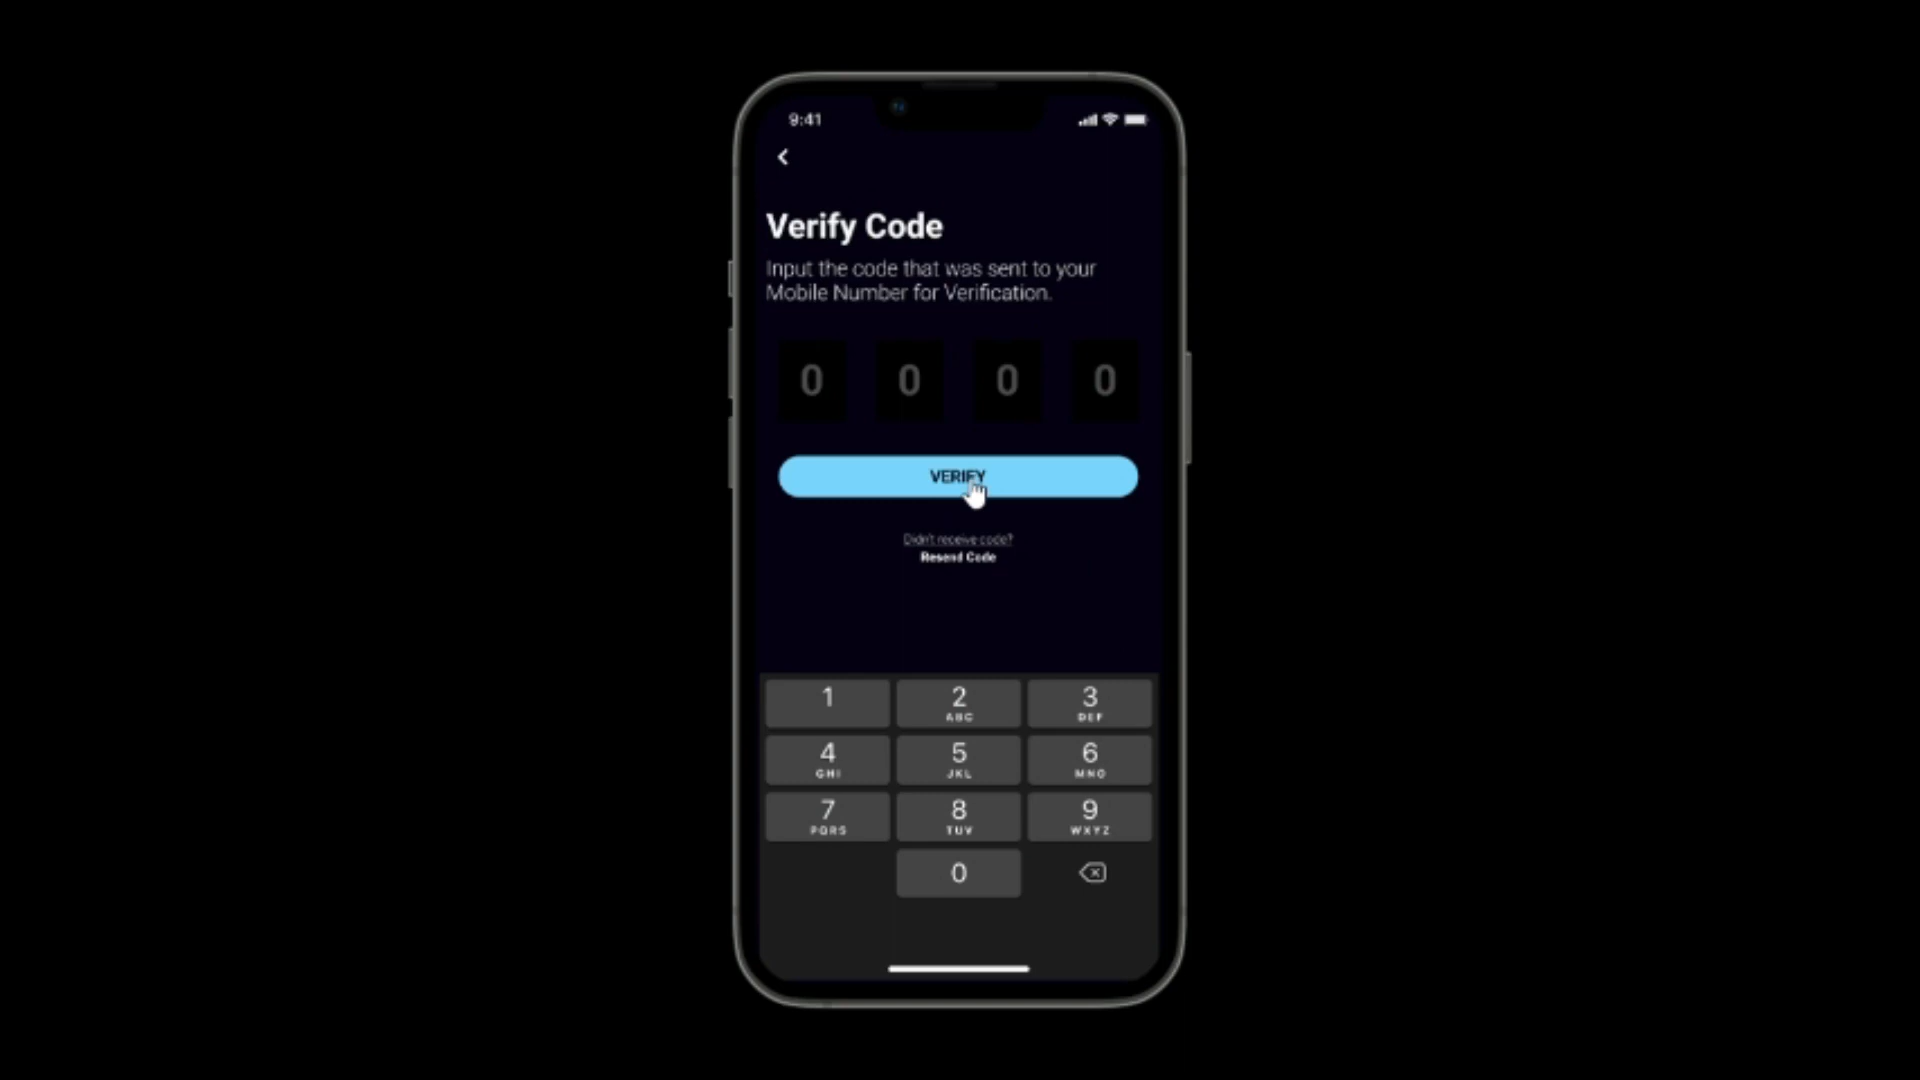 9:41
Verify Code
Input the code that was sent to your
Mobile Number for Verification.
0 0 0 0
VERIFY
Didn't receive code?
Resend Code
1 2 3
ABC DEF
4 5 6
GHI JKL MNO
7 8 9
PQRS TUV WXYZ
0